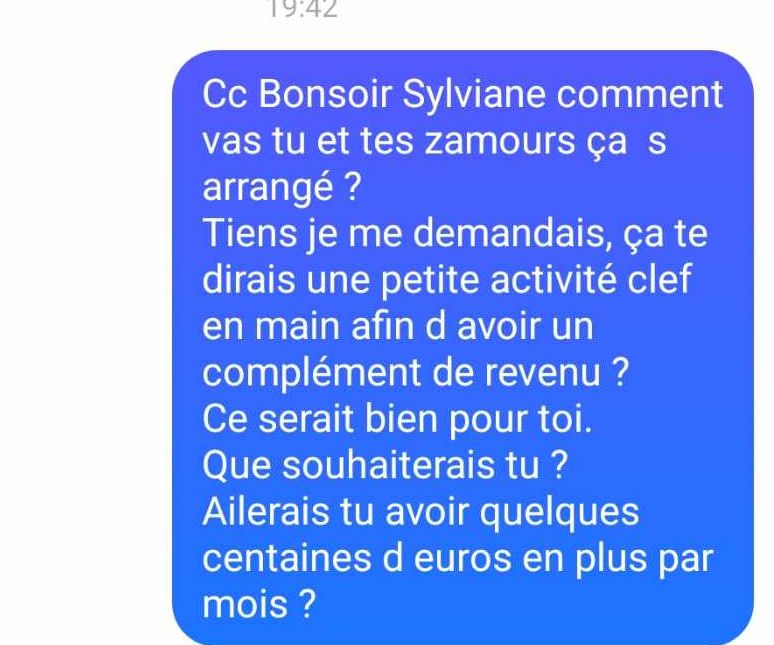 19:42
Cc Bonsoir Sylviane comment
vas tu et tes zamours ça  s
arrangé ?
Tiens je me demandais, ça te
dirais une petite activité clef
en main afin d avoir un
complément de revenu ?
Ce serait bien pour toi.
Que souhaiterais tu ?
Ailerais tu avoir quelques
centaines d euros en plus par
mois ?